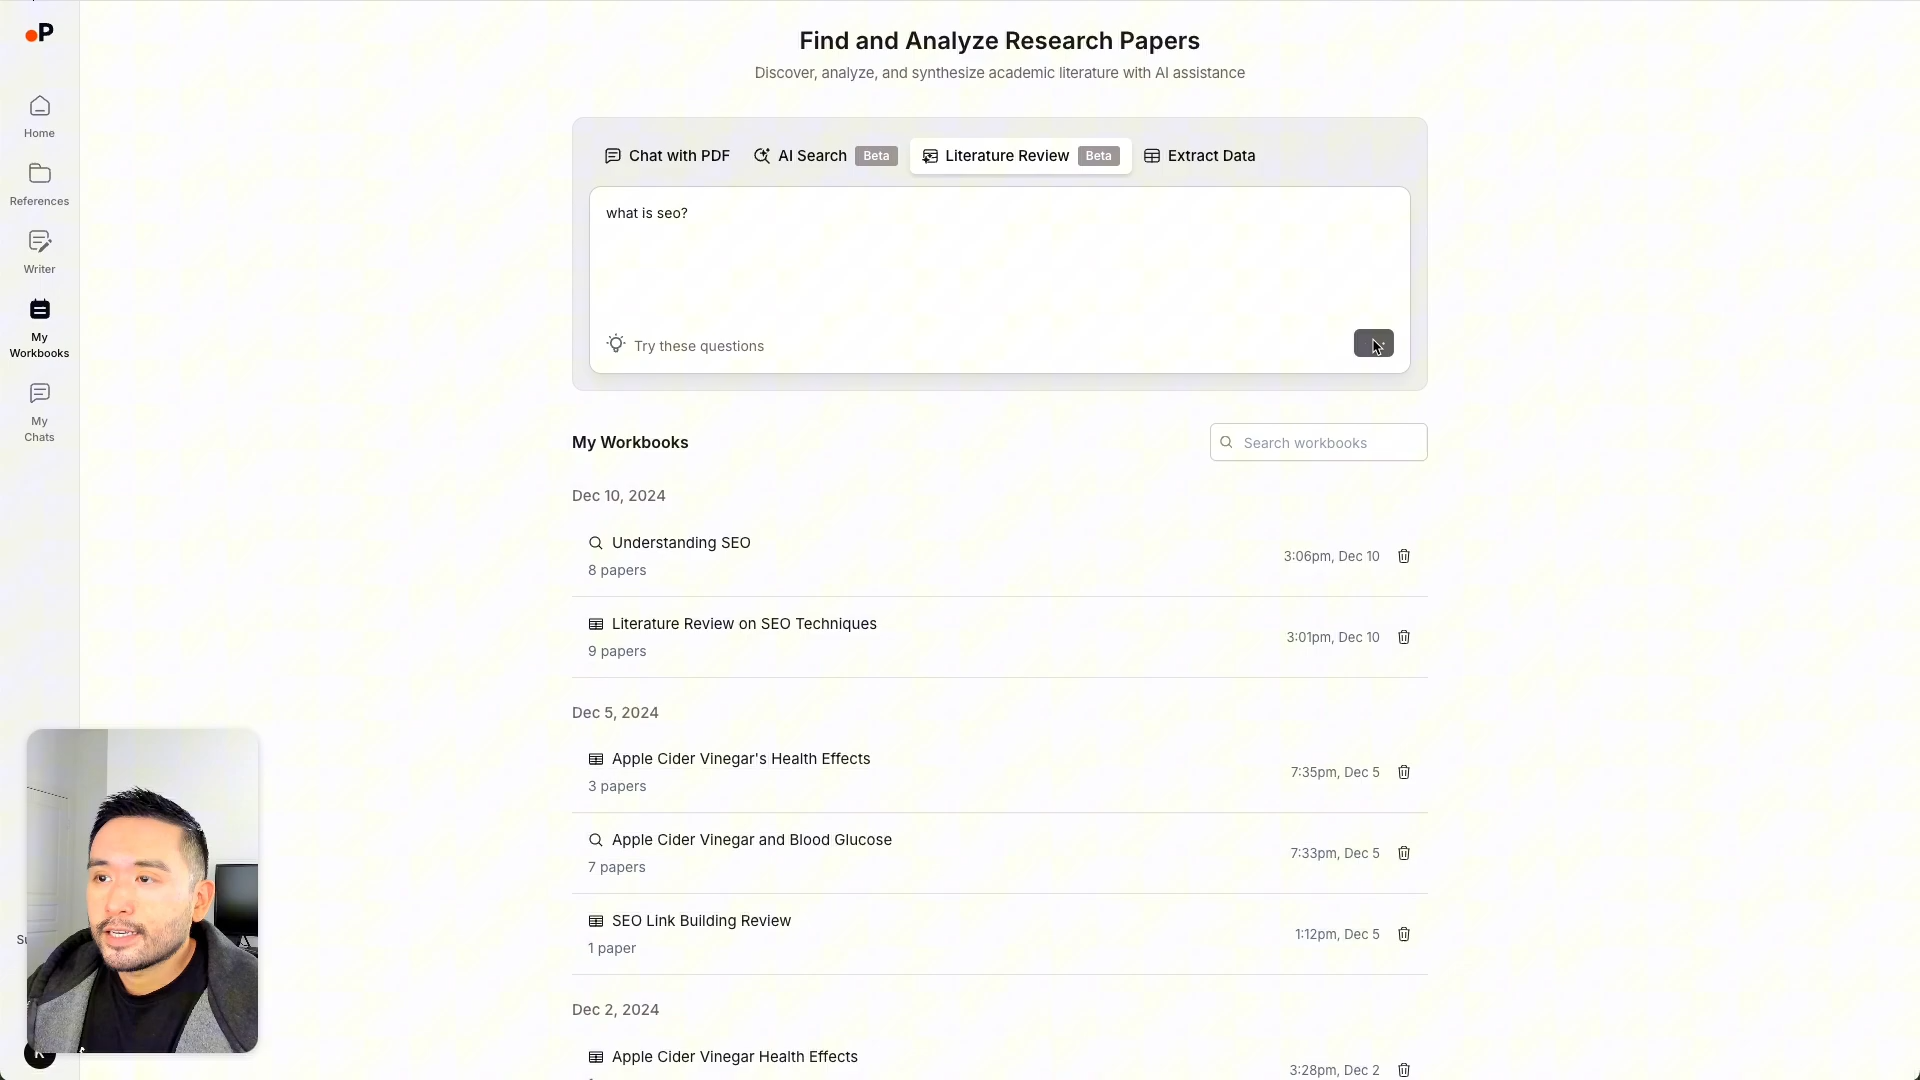 P
Find and Analyze Research Papers
Discover, analyze, and synthesize academic literature with AI assistance
Home
References
Writer
My
Workbooks
My
Chats
Chat with PDF
AI Search Beta
Literature Review Beta
Extract Data
what is seo?
Try these questions
My Workbooks
Search workbooks
Dec 10, 2024
Understanding SEO
8 papers
3:06pm, Dec 10
Literature Review on SEO Techniques
9 papers
3:01pm, Dec 10
Dec 5, 2024
Apple Cider Vinegar's Health Effects
3 papers
7:35pm, Dec 5
Apple Cider Vinegar and Blood Glucose
7 papers
7:33pm, Dec 5
SEO Link Building Review
1 paper
1:12pm, Dec 5
Dec 2, 2024
Apple Cider Vinegar Health Effects
3:28pm, Dec 2